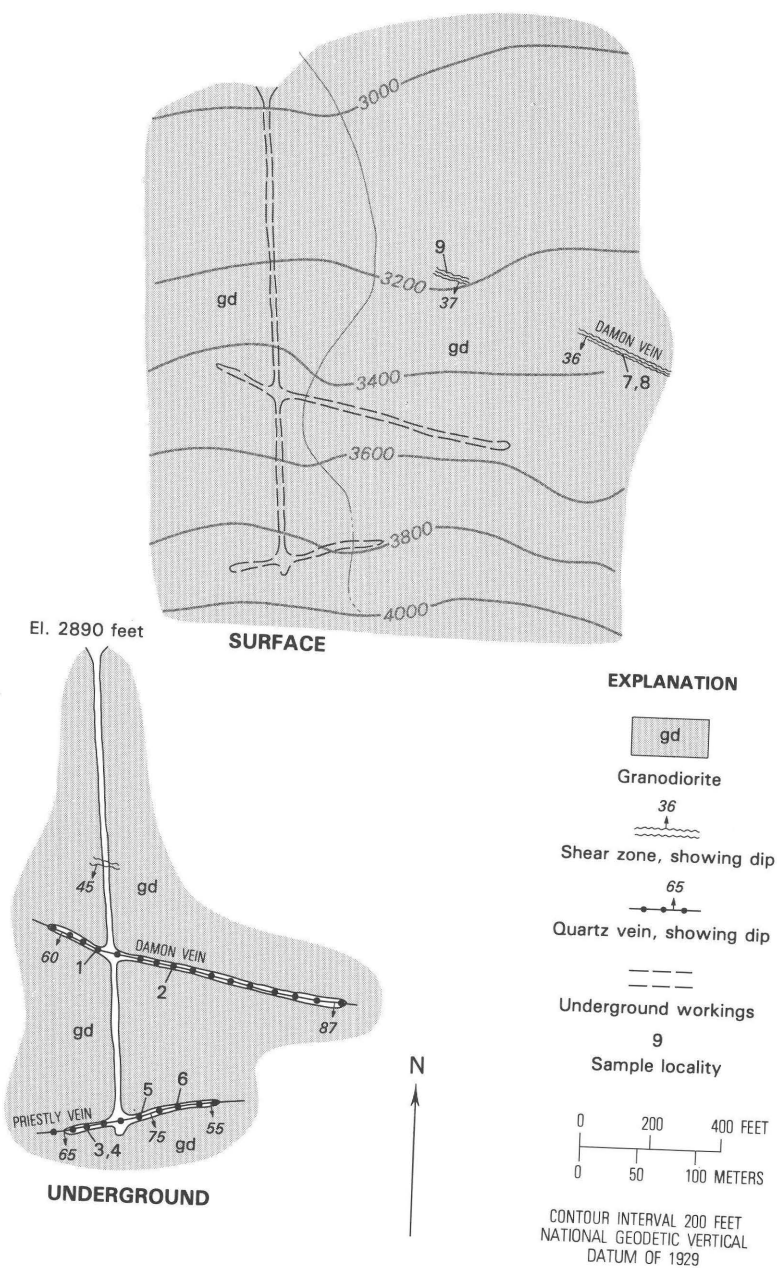 3000
9
3200
37
gd
gd
DAMON VEIN
36
7,8
3400
3600
3800
4000
SURFACE
El. 2890 feet
45
gd
60
1
DAMON VEIN
2
87
gd
PRIESTLY VEIN
5
6
65
3,4
75
55
gd
UNDERGROUND
N
EXPLANATION
gd
Granodiorite
36
Shear zone, showing dip
65
Quartz vein, showing dip
Underground workings
9
Sample locality
0 200 400 FEET
0 50 100 METERS
CONTOUR INTERVAL 200 FEET
NATIONAL GEODETIC VERTICAL
DATUM OF 1929